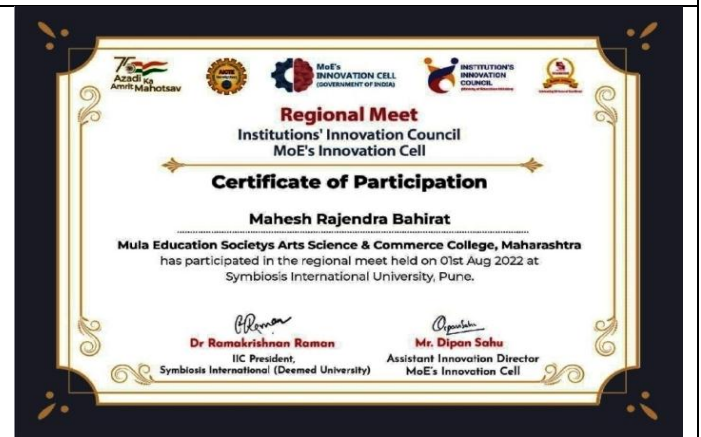 75
Azadi Ka
Amrit Mahotsav
AICTE
MoE's
INNOVATION CELL
(GOVERNMENT OF INDIA)
INSTITUTION'S
INNOVATION
COUNCIL
Regional Meet
Institutions' Innovation Council
MoE's Innovation Cell
Certificate of Participation
Mahesh Rajendra Bahirat
Mula Education Societys Arts Science & Commerce College, Maharashtra
has participated in the regional meet held on 01st Aug 2022 at
Symbiosis International University, Pune.
Dr Ramakrishnan Raman
Mr. Dipan Sahu
IIC President,
Assistant Innovation Director
Symbiosis International (Deemed University)
MoE's Innovation Cell